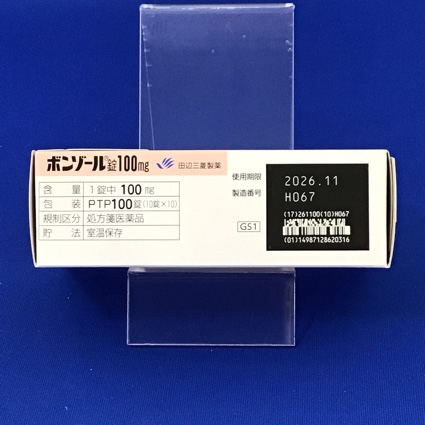 ボンゾール®錠100mg
田辺三菱製薬
含 量 1錠中 100 mg
包 装 PTP100錠(10錠×10)
規制区分 処方箋医薬品
貯 法 室温保存
使用期限 2026.11
製造番号 H067
GS1
(17)261100(10)H067
(01)14987128620316